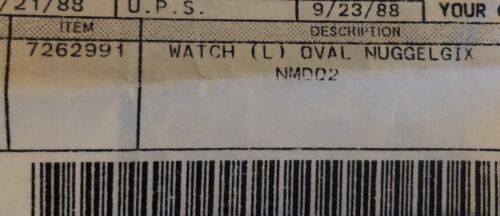 /21/88 U.P.S. 9/23/88 YOUR
ITEM DESCRIPTION
7262991 WATCH (L) OVAL NUGGELGIX
NMD02